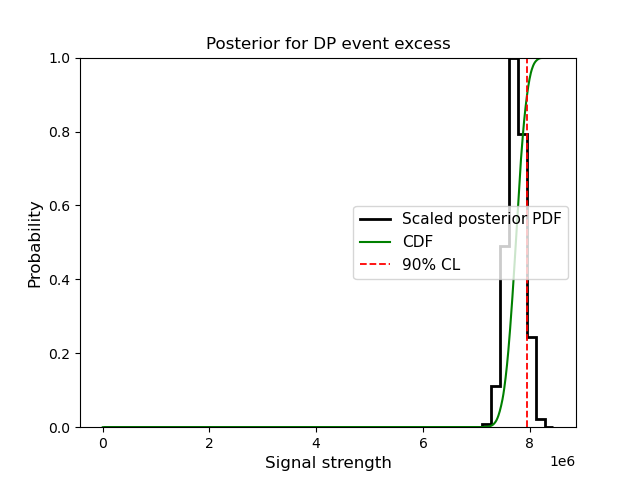 Posterior for DP event excess
1.0
0.8
0.6
0.4
0.2
0.0
Probability
Scaled posterior PDF
CDF
90% CL
0 2 4 6 8
1e6
Signal strength